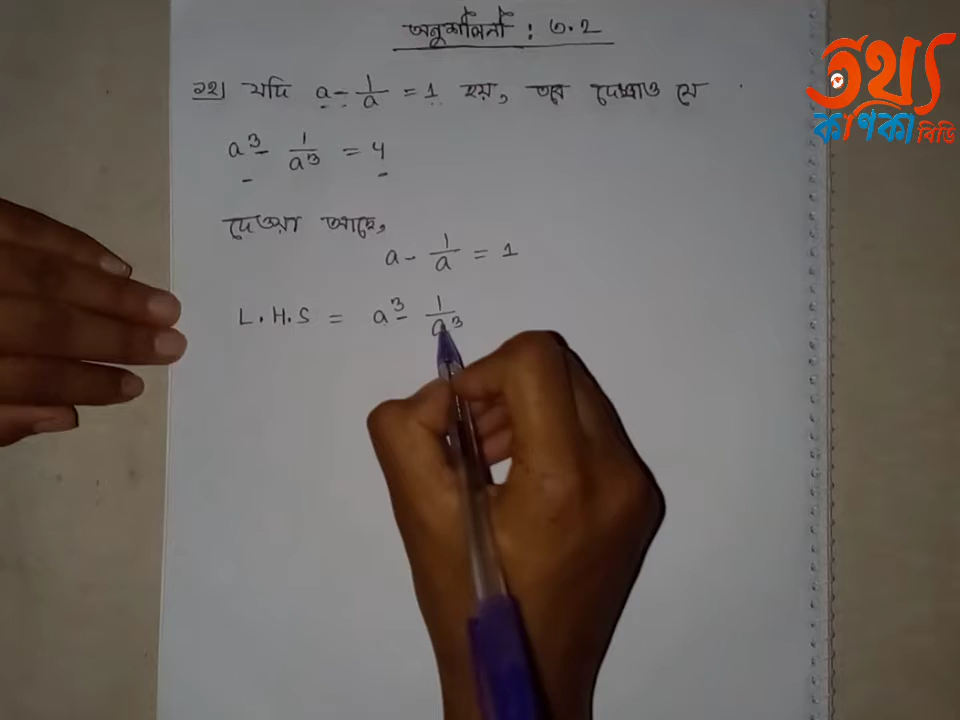 অনুশীলনী : ৩.২
যদি a - 1/a = 1 হয়, তবে দেখাও যে
a³ - 1/a³ = 4
দেওয়া আছে,
a - 1/a = 1
L.H.S = a³ - 1/a³
তথ্য
কণিকা বিডি